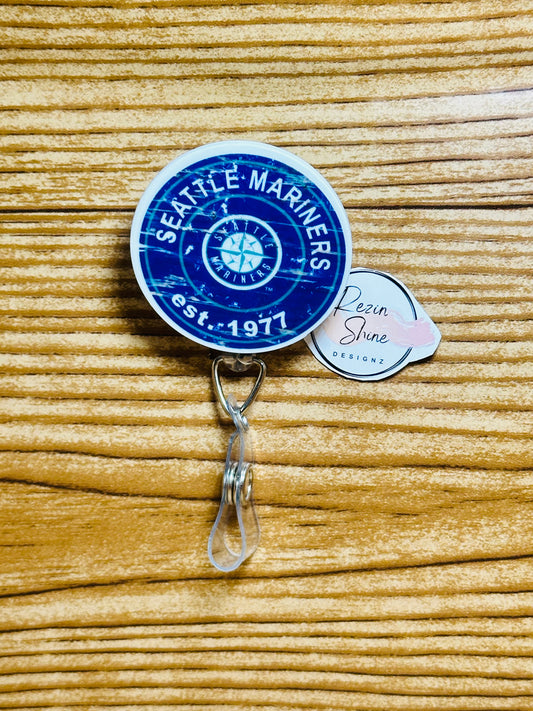 SEATTLE MARINERS
SEATTLE
MARINERS
est. 1977
Rezin
Shine
DESIGNZ